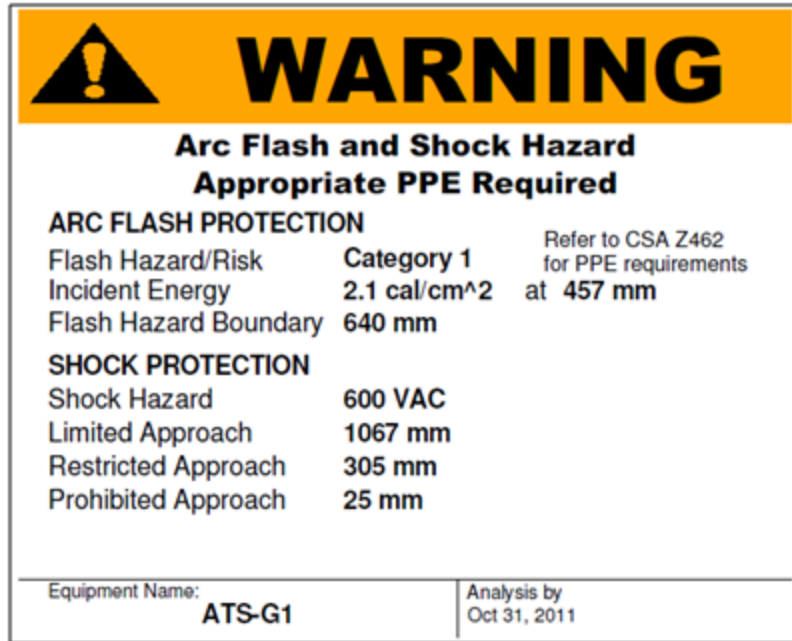 WARNING
Arc Flash and Shock Hazard
Appropriate PPE Required
ARC FLASH PROTECTION
Flash Hazard/Risk Category 1 Refer to CSA Z462
for PPE requirements
Incident Energy 2.1 cal/cm^2 at 457 mm
Flash Hazard Boundary 640 mm
SHOCK PROTECTION
Shock Hazard 600 VAC
Limited Approach 1067 mm
Restricted Approach 305 mm
Prohibited Approach 25 mm
Equipment Name:
ATS-G1
Analysis by
Oct 31, 2011